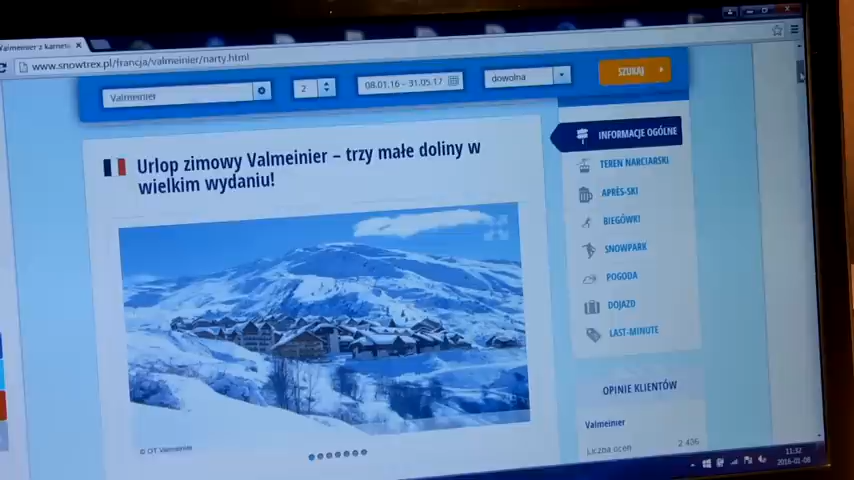 Valmeinier z karnete
www.snowtrex.pl/francja/valmeinier/narty.html
Valmeinier
2
08.01.16 - 31.05.17
dowolna
SZUKAJ
Urlop zimowy Valmeinier – trzy małe doliny w
wielkim wydaniu!
© OT Valmeinier
INFORMACJE OGÓLNE
TEREN NARCIARSKI
APRÈS-SKI
BIEGÓWKI
SNOWPARK
POGODA
DOJAZD
LAST-MINUTE
OPINIE KLIENTÓW
Valmeinier
Liczba ocen
2 436
11:32
2016-01-08